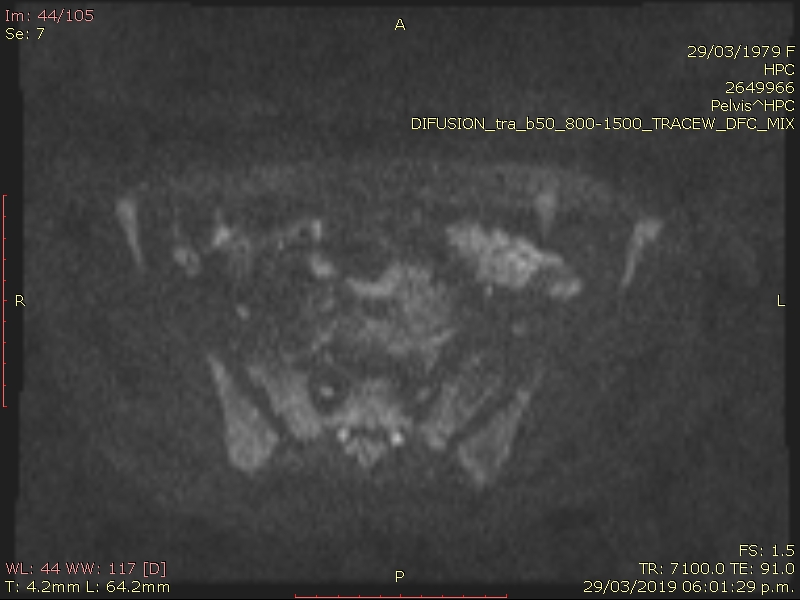 Im: 44/105
Se: 7
A
29/03/1979 F
HPC
2649966
Pelvis^HPC
DIFUSION_tra_b50_800-1500_TRACEW_DFC_MIX
R
L
WL: 44 WW: 117 [D]
T: 4.2mm L: 64.2mm
P
FS: 1.5
TR: 7100.0 TE: 91.0
29/03/2019 06:01:29 p.m.